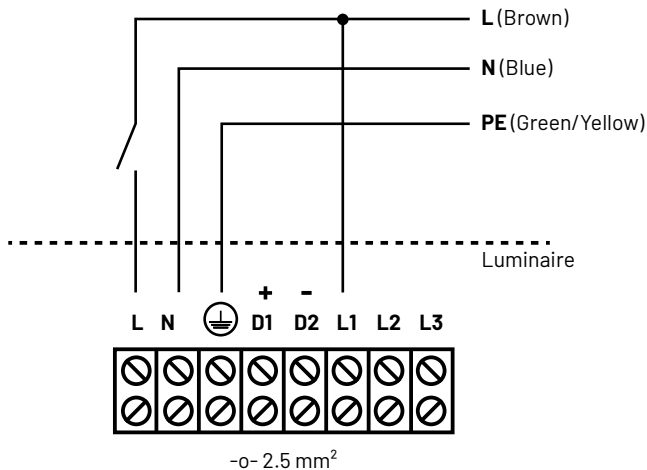 L (Brown)
N (Blue)
PE (Green/Yellow)
Luminaire
+ -
L N D1 D2 L1 L2 L3
-o- 2.5 mm²